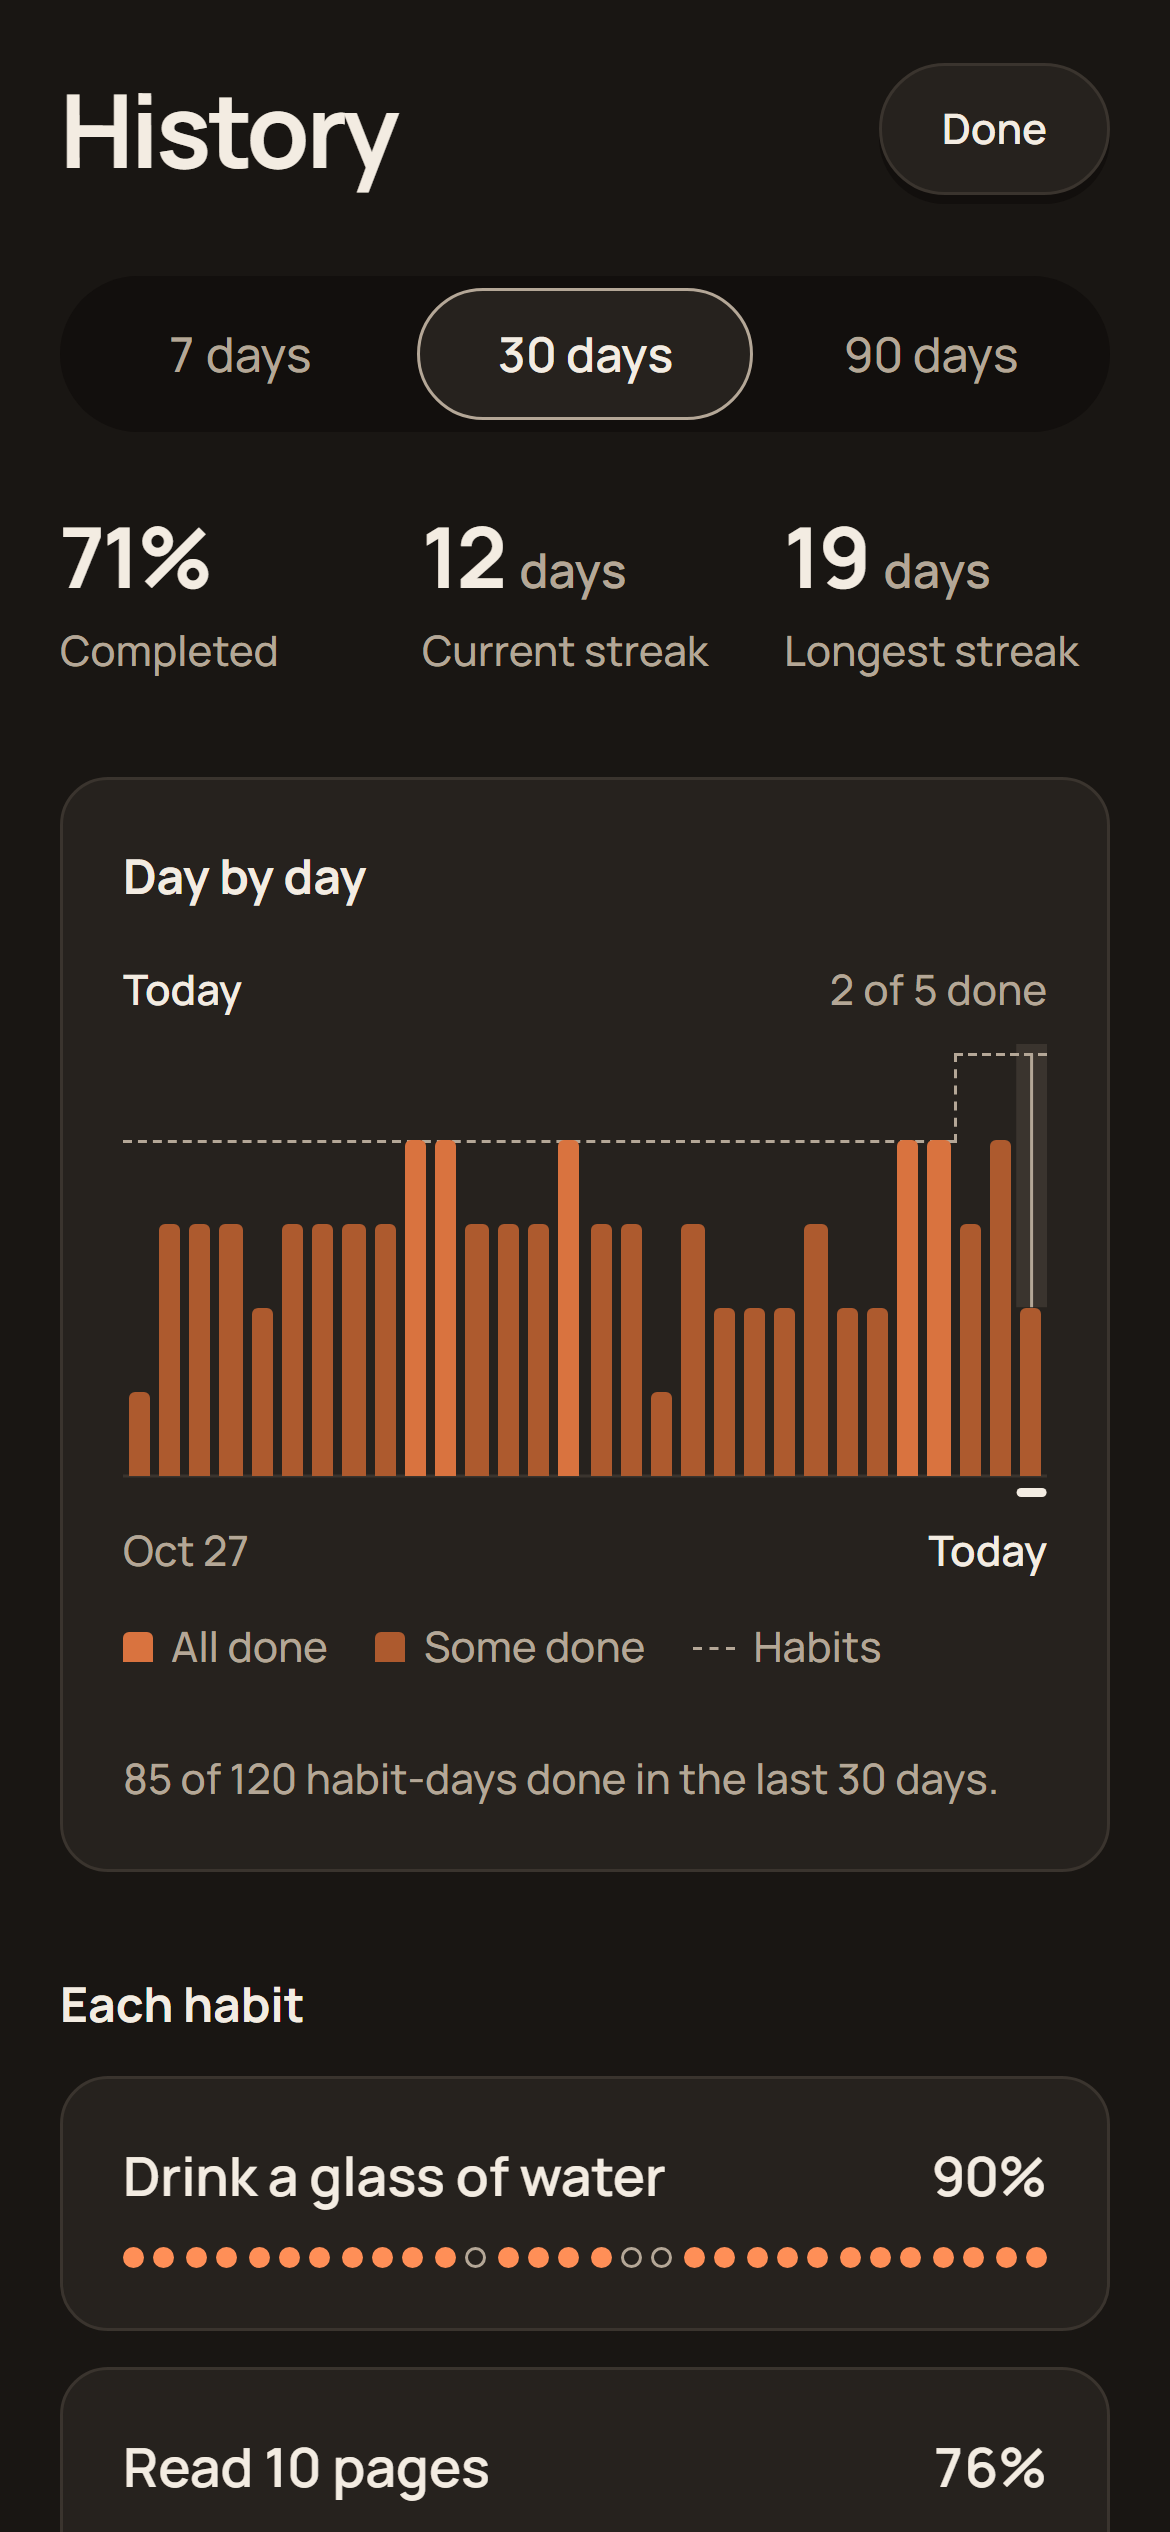 History
Done
7 days
30 days
90 days
71%
12 days
19 days
Completed
Current streak
Longest streak
Day by day
Today
2 of 5 done
Oct 27
Today
All done
Some done
Habits
85 of 120 habit-days done in the last 30 days.
Each habit
Drink a glass of water
90%
Read 10 pages
76%